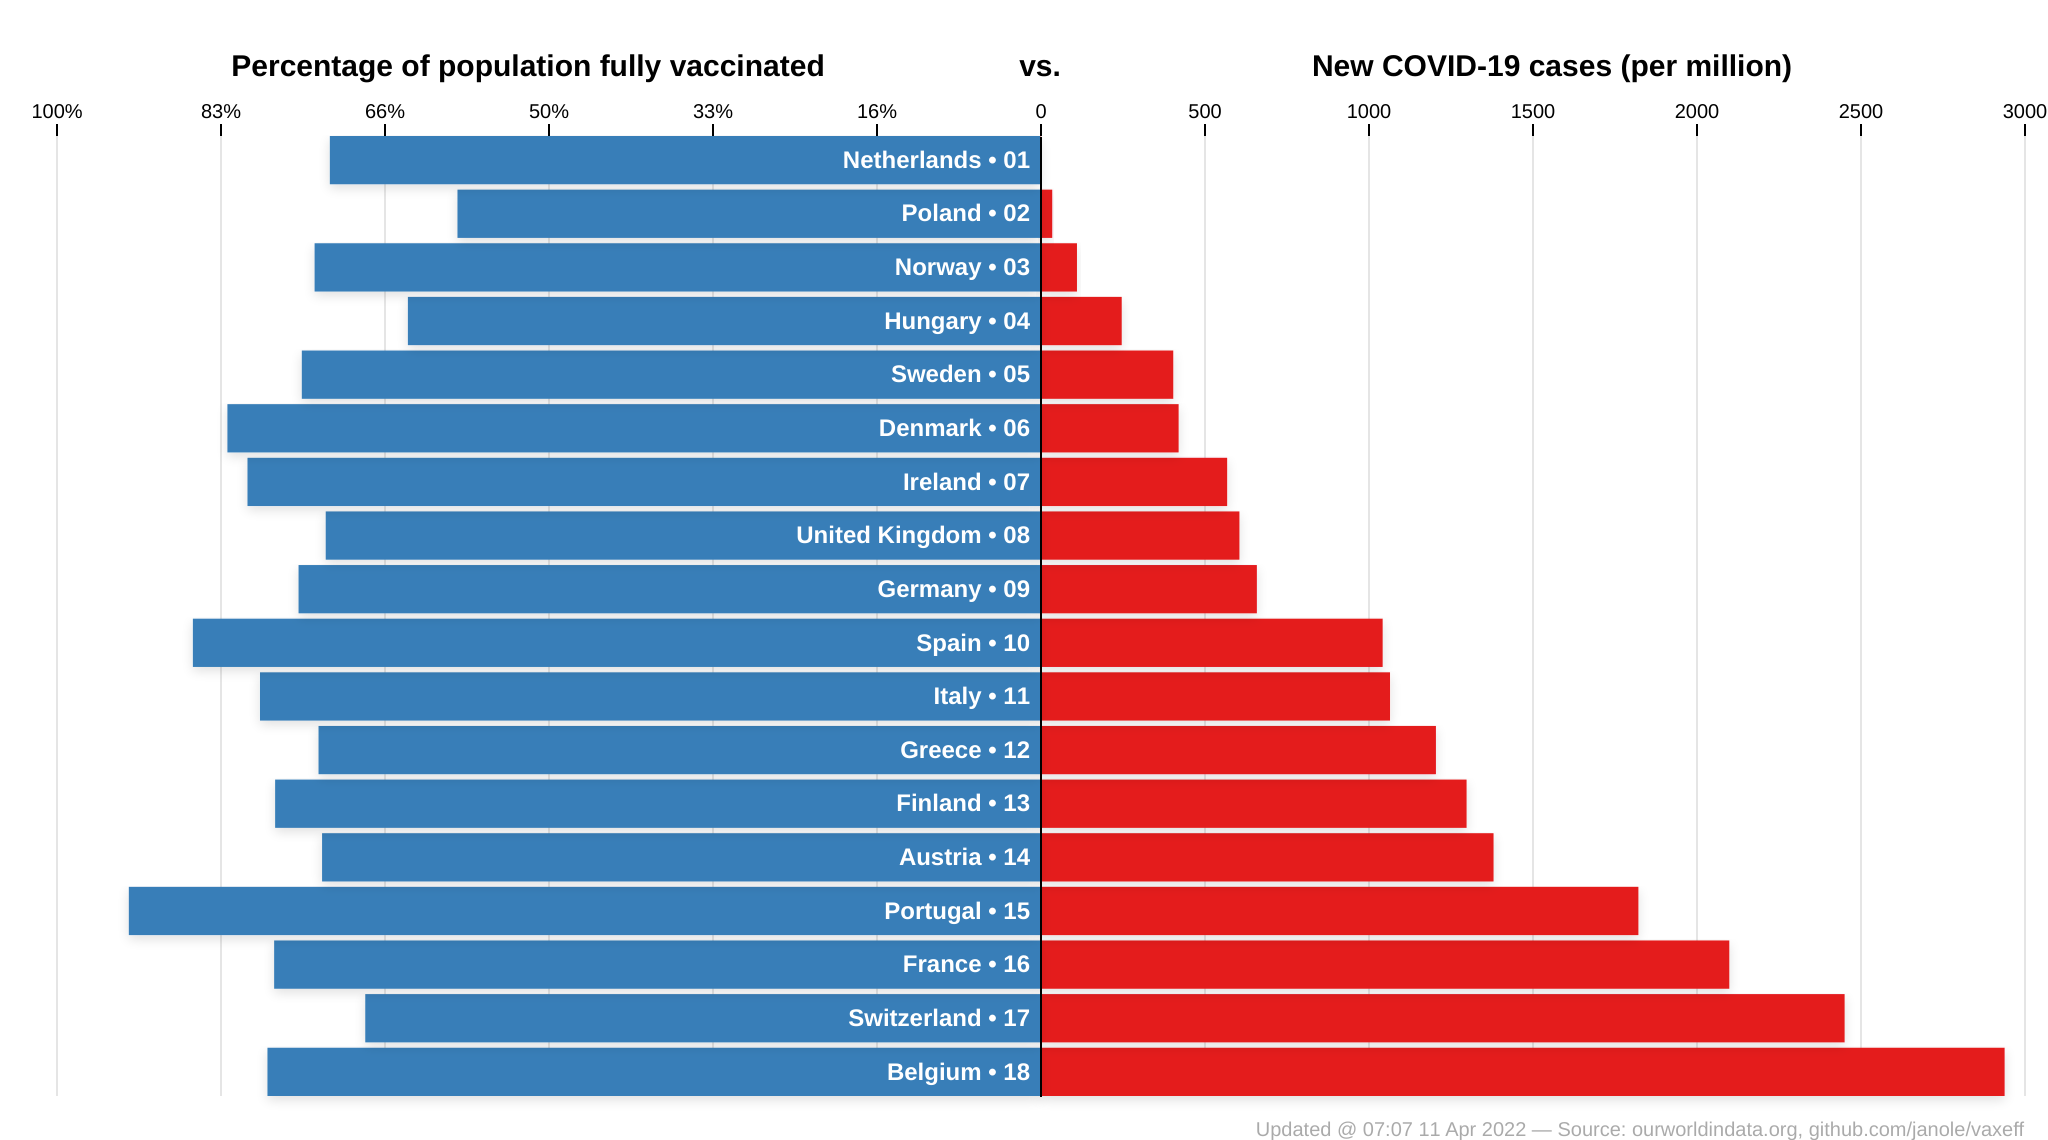 Percentage of population fully vaccinated vs. New COVID-19 cases (per million)
100% 83% 66% 50% 33% 16% 0 500 1000 1500 2000 2500 3000
Netherlands • 01
Poland • 02
Norway • 03
Hungary • 04
Sweden • 05
Denmark • 06
Ireland • 07
United Kingdom • 08
Germany • 09
Spain • 10
Italy • 11
Greece • 12
Finland • 13
Austria • 14
Portugal • 15
France • 16
Switzerland • 17
Belgium • 18
Updated @ 07:07 11 Apr 2022 — Source: ourworldindata.org, github.com/janole/vaxeff